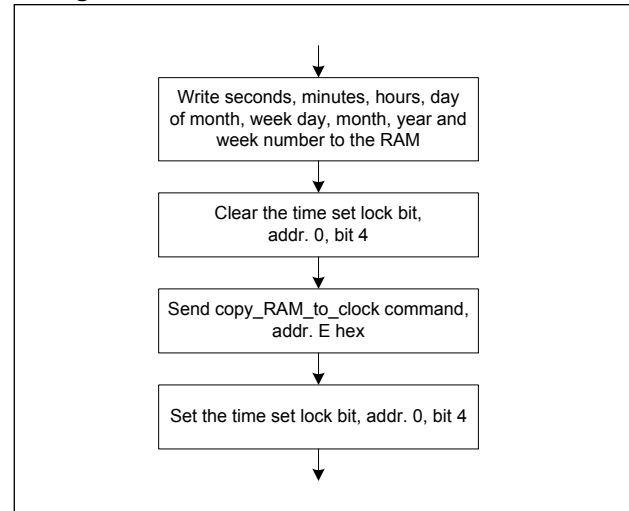 Write seconds, minutes, hours, day
of month, week day, month, year and
week number to the RAM
Clear the time set lock bit,
addr. 0, bit 4
Send copy_RAM_to_clock command,
addr. E hex
Set the time set lock bit, addr. 0, bit 4